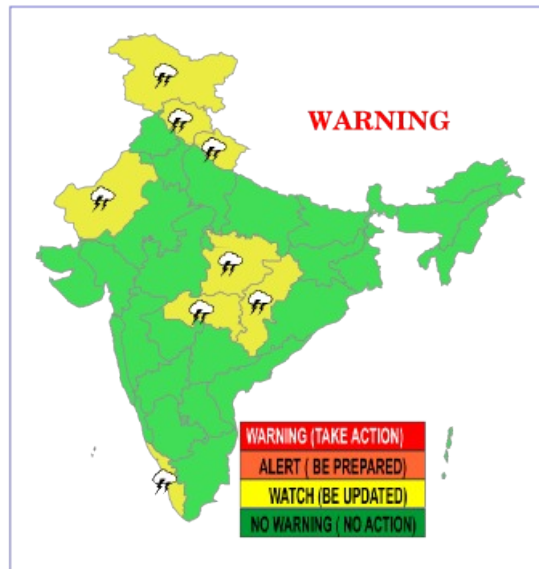 WARNING
WARNING (TAKE ACTION)
ALERT ( BE PREPARED)
WATCH (BE UPDATED)
NO WARNING ( NO ACTION)